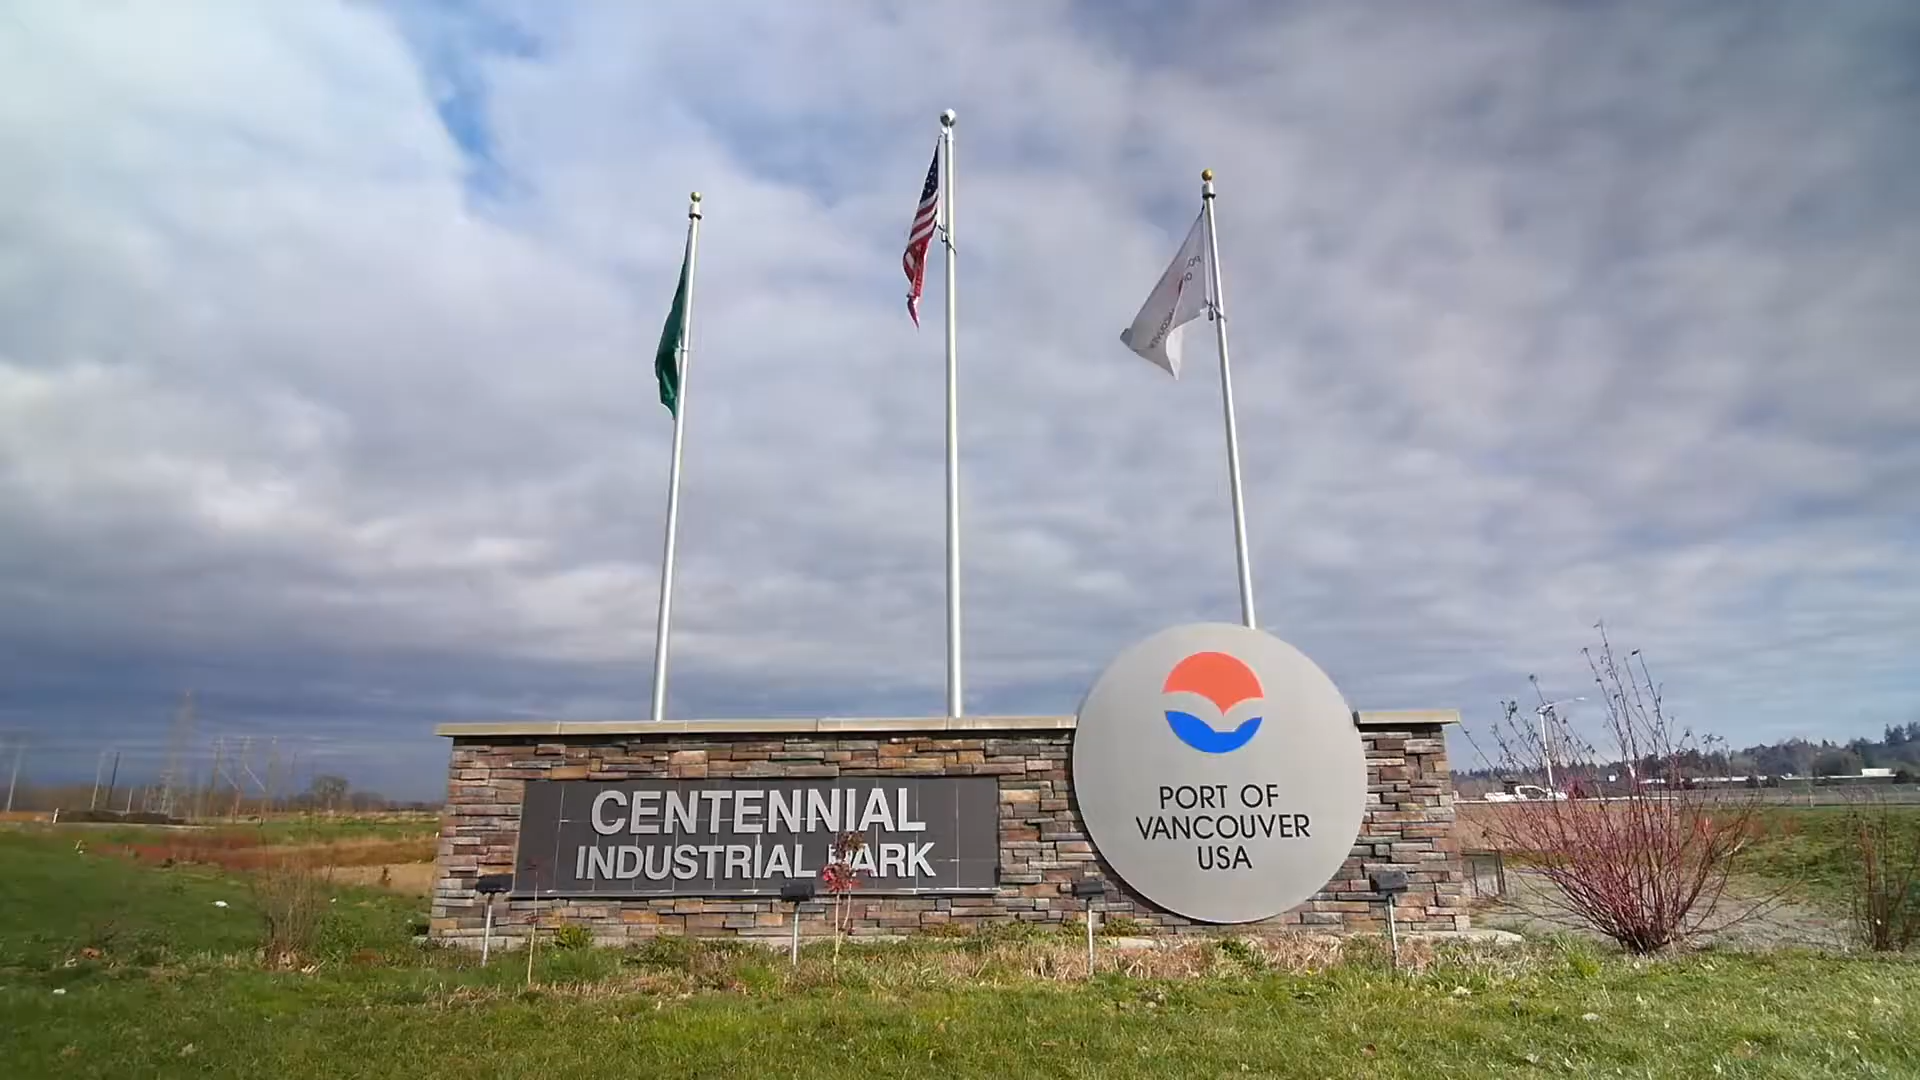 CENTENNIAL
INDUSTRIAL PARK
PORT OF
VANCOUVER
USA